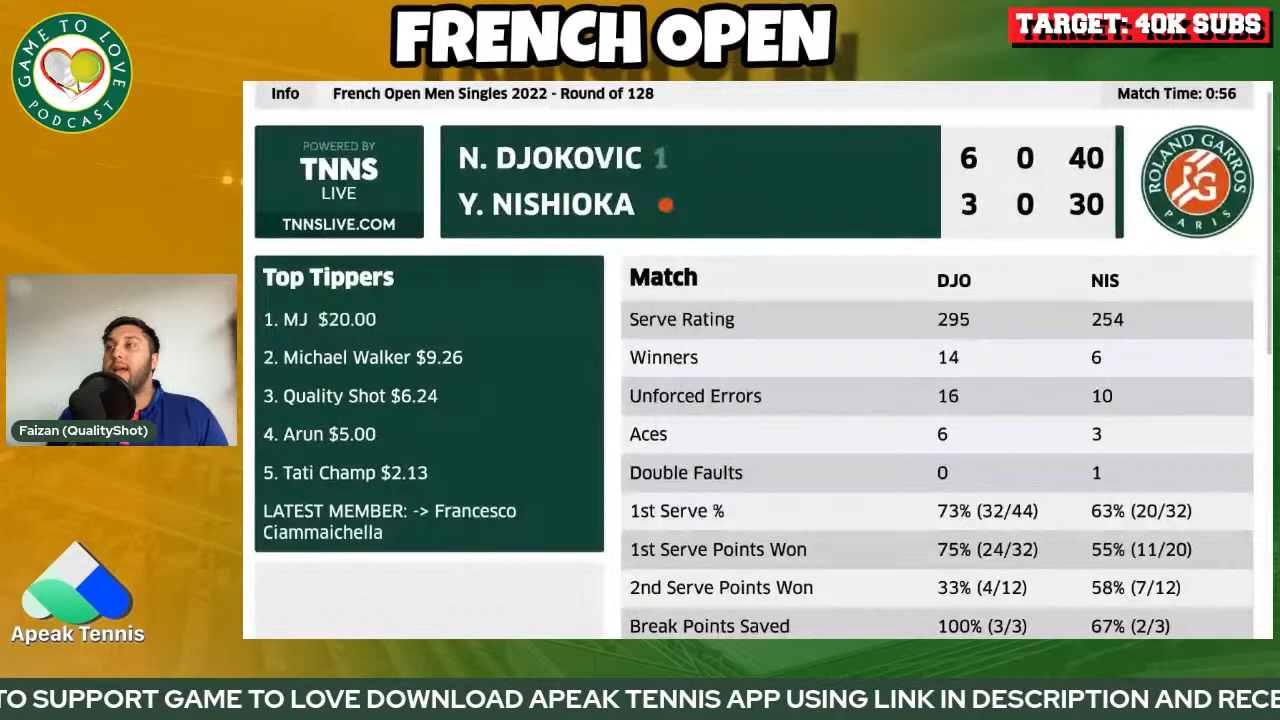 GAME TO LOVE
PODCAST
FRENCH OPEN
TARGET: 40K SUBS
Info French Open Men Singles 2022 - Round of 128 Match Time: 0:56
POWERED BY
TNNS
LIVE
TNNSLIVE.COM
N. DJOKOVIC 1 6 0 40
Y. NISHIOKA 3 0 30
ROLAND GARROS
RG
PARIS
Top Tippers
1. MJ $20.00
2. Michael Walker $9.26
3. Quality Shot $6.24
4. Arun $5.00
5. Tati Champ $2.13
LATEST MEMBER: -> Francesco
Ciammaichella
Match DJO NIS
Serve Rating 295 254
Winners 14 6
Unforced Errors 16 10
Aces 6 3
Double Faults 0 1
1st Serve % 73% (32/44) 63% (20/32)
1st Serve Points Won 75% (24/32) 55% (11/20)
2nd Serve Points Won 33% (4/12) 58% (7/12)
Break Points Saved 100% (3/3) 67% (2/3)
Faizan (QualityShot)
Apeak Tennis
TO SUPPORT GAME TO LOVE DOWNLOAD APEAK TENNIS APP USING LINK IN DESCRIPTION AND RECE